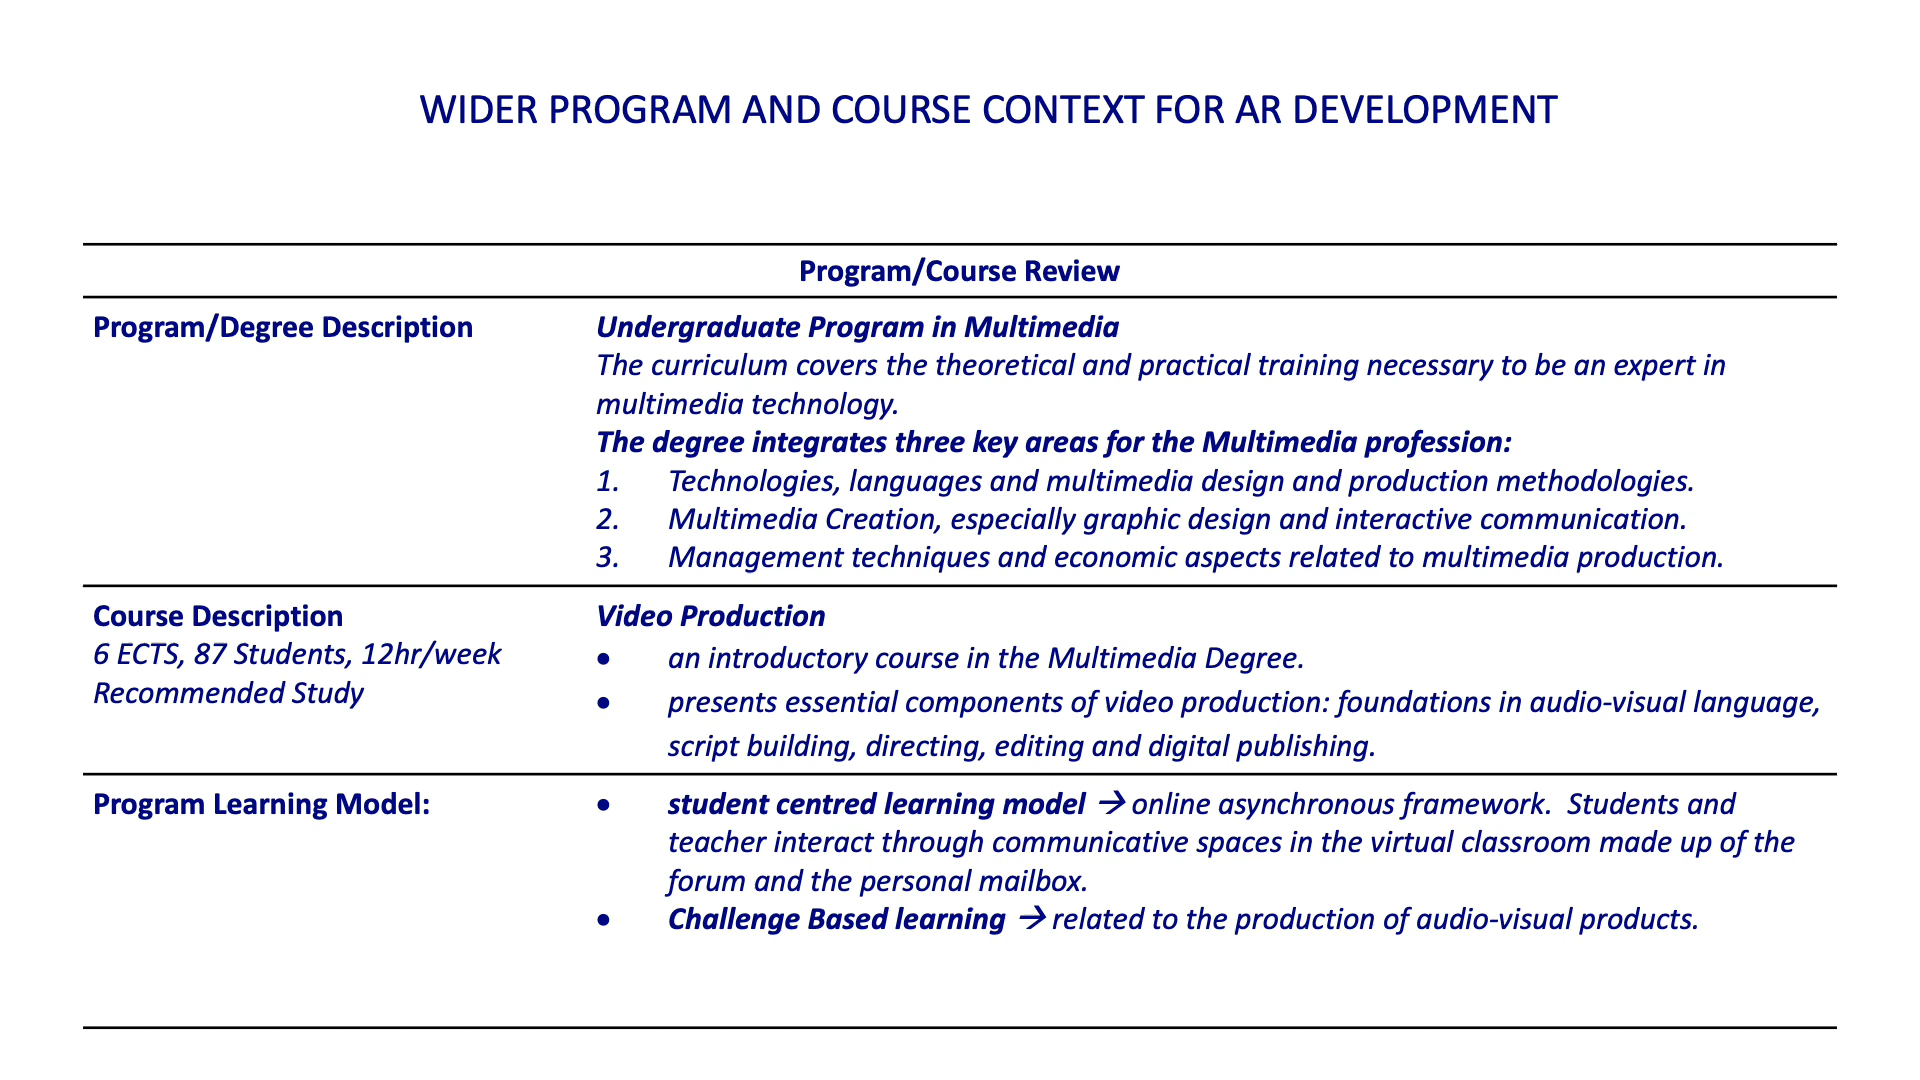 WIDER PROGRAM AND COURSE CONTEXT FOR AR DEVELOPMENT
Program/Course Review
Program/Degree Description
Undergraduate Program in Multimedia
The curriculum covers the theoretical and practical training necessary to be an expert in
multimedia technology.
The degree integrates three key areas for the Multimedia profession:
1. Technologies, languages and multimedia design and production methodologies.
2. Multimedia Creation, especially graphic design and interactive communication.
3. Management techniques and economic aspects related to multimedia production.
Course Description
6 ECTS, 87 Students, 12hr/week
Recommended Study
Video Production
• an introductory course in the Multimedia Degree.
• presents essential components of video production: foundations in audio-visual language,
script building, directing, editing and digital publishing.
Program Learning Model:
• student centred learning model → online asynchronous framework.  Students and
teacher interact through communicative spaces in the virtual classroom made up of the
forum and the personal mailbox.
• Challenge Based learning → related to the production of audio-visual products.